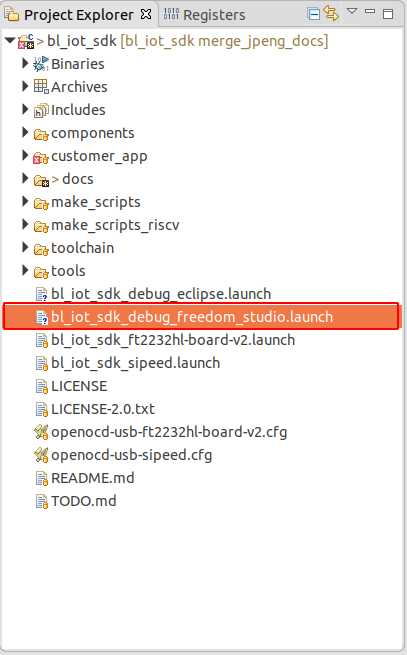 Project Explorer Registers
> bl_iot_sdk [bl_iot_sdk merge_jpeng_docs]
Binaries
Archives
Includes
components
customer_app
> docs
make_scripts
make_scripts_riscv
toolchain
tools
bl_iot_sdk_debug_eclipse.launch
bl_iot_sdk_debug_freedom_studio.launch
bl_iot_sdk_ft2232hl-board-v2.launch
bl_iot_sdk_sipeed.launch
LICENSE
LICENSE-2.0.txt
openocd-usb-ft2232hl-board-v2.cfg
openocd-usb-sipeed.cfg
README.md
TODO.md